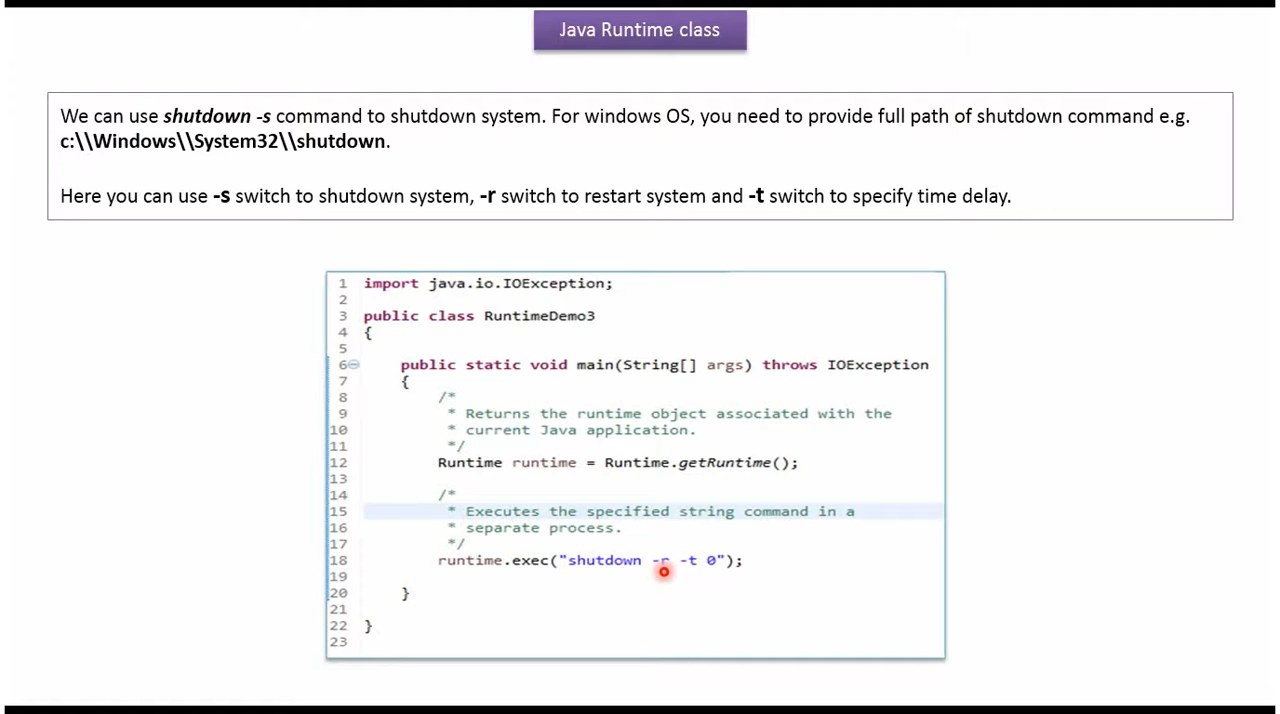 Java Runtime class
We can use shutdown -s command to shutdown system. For windows OS, you need to provide full path of shutdown command e.g.
c:\\Windows\\System32\\shutdown.
Here you can use -s switch to shutdown system, -r switch to restart system and -t switch to specify time delay.
1 import java.io.IOException;
2
3 public class RuntimeDemo3
4 {
5
6 public static void main(String[] args) throws IOException
7 {
8 /*
9 * Returns the runtime object associated with the
10 * current Java application.
11 */
12 Runtime runtime = Runtime.getRuntime();
13
14 /*
15 * Executes the specified string command in a
16 * separate process.
17 */
18 runtime.exec("shutdown -r -t 0");
19
20 }
21
22 }
23